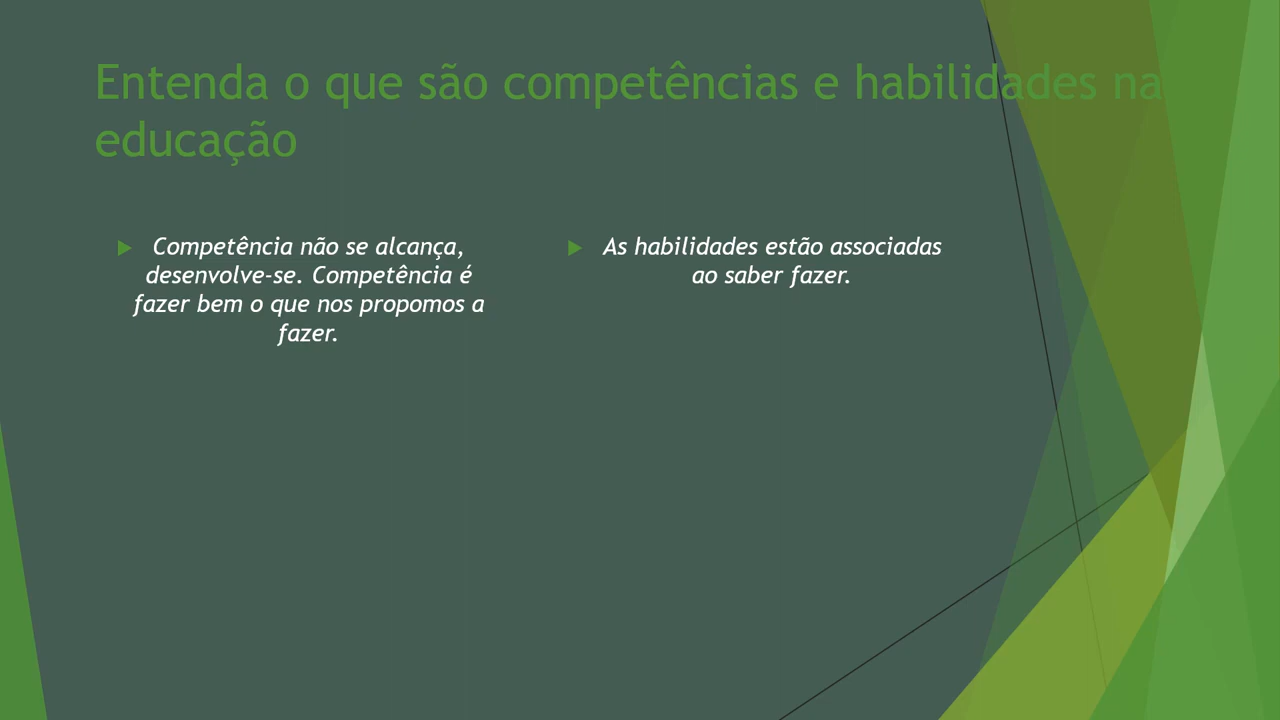 Entenda o que são competências e habilidades na
educação
Competência não se alcança,
desenvolve-se. Competência é
fazer bem o que nos propomos a
fazer.
As habilidades estão associadas
ao saber fazer.